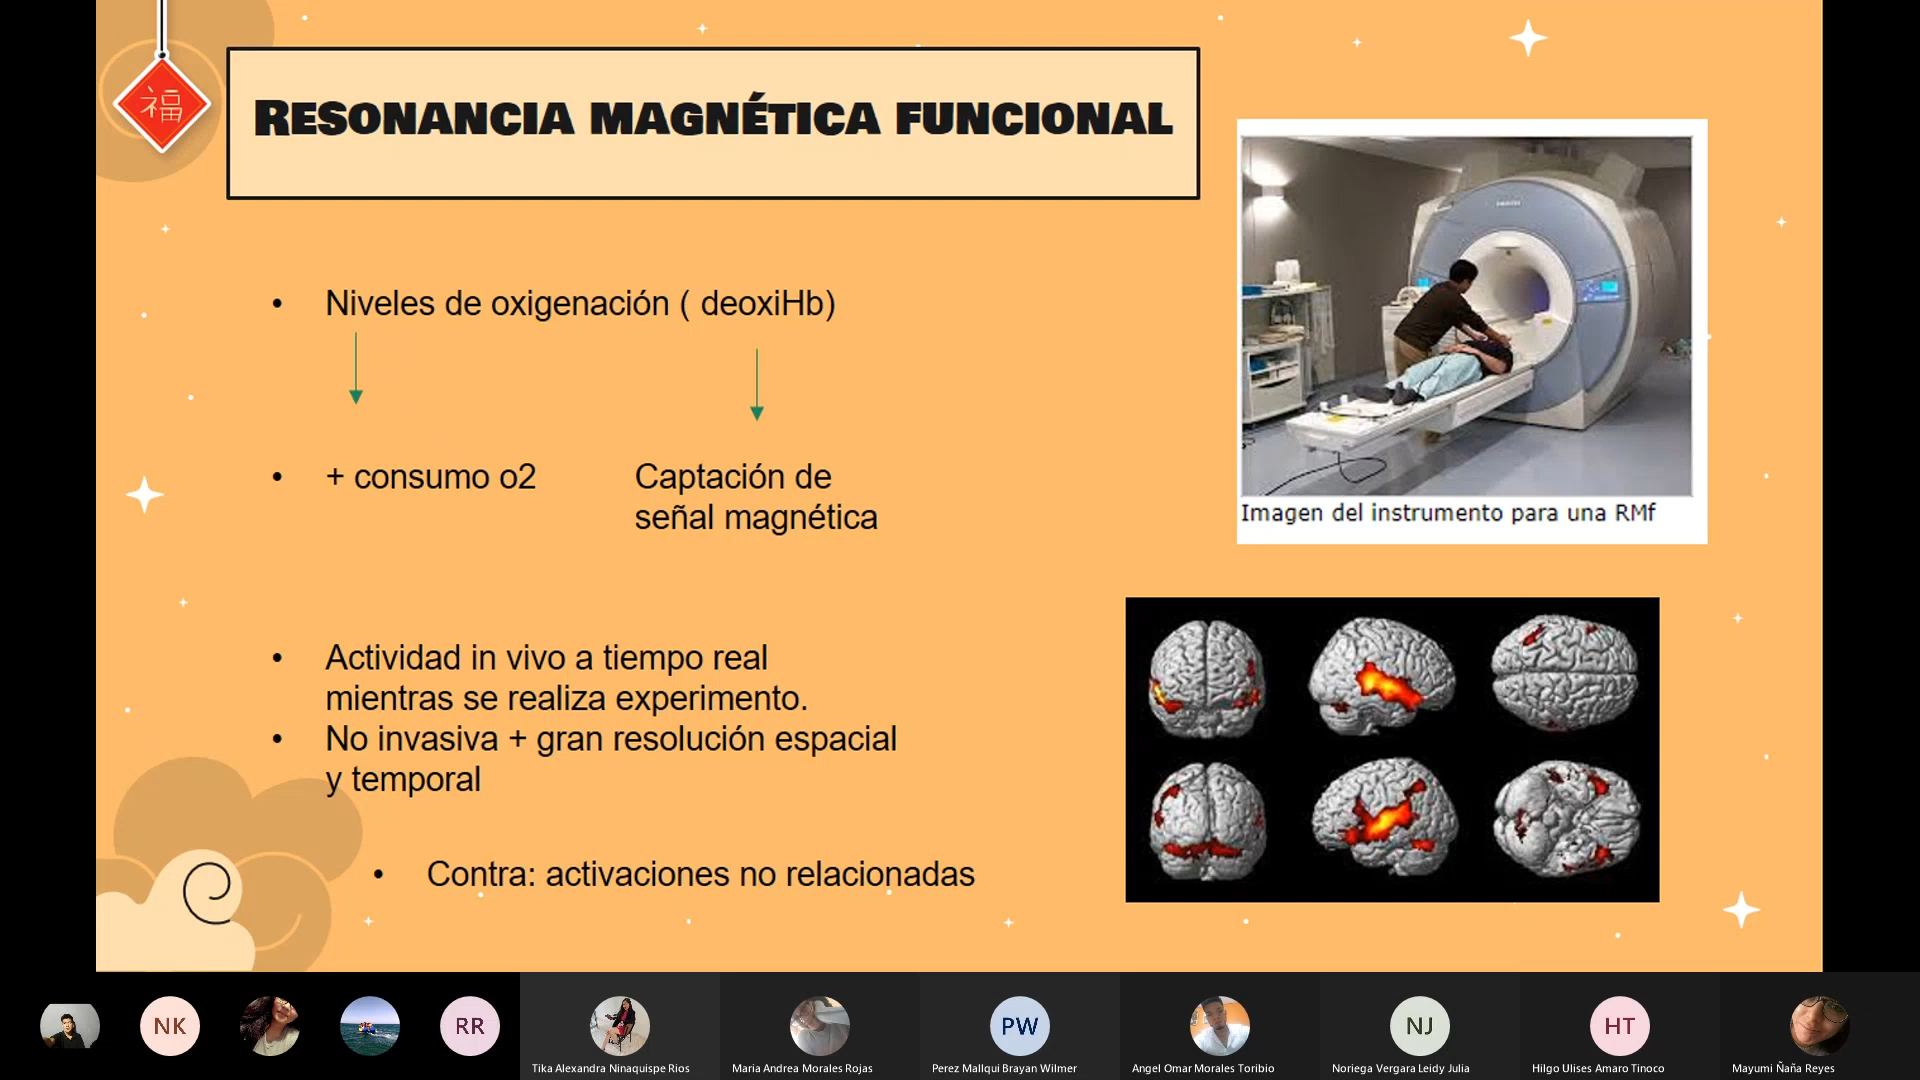 福
RESONANCIA MAGNÉTICA FUNCIONAL
• Niveles de oxigenación ( deoxiHb)
• + consumo o2
Captación de
señal magnética
• Actividad in vivo a tiempo real
mientras se realiza experimento.
• No invasiva + gran resolución espacial
y temporal
• Contra: activaciones no relacionadas
Imagen del instrumento para una RMf
NK
RR
PW
NJ
HT
Tika Alexandra Ninaquispe Rios
Maria Andrea Morales Rojas
Perez Mallqui Brayan Wilmer
Angel Omar Morales Toribio
Noriega Vergara Leidy Julia
Hilgo Ulises Amaro Tinoco
Mayumi Ñaña Reyes